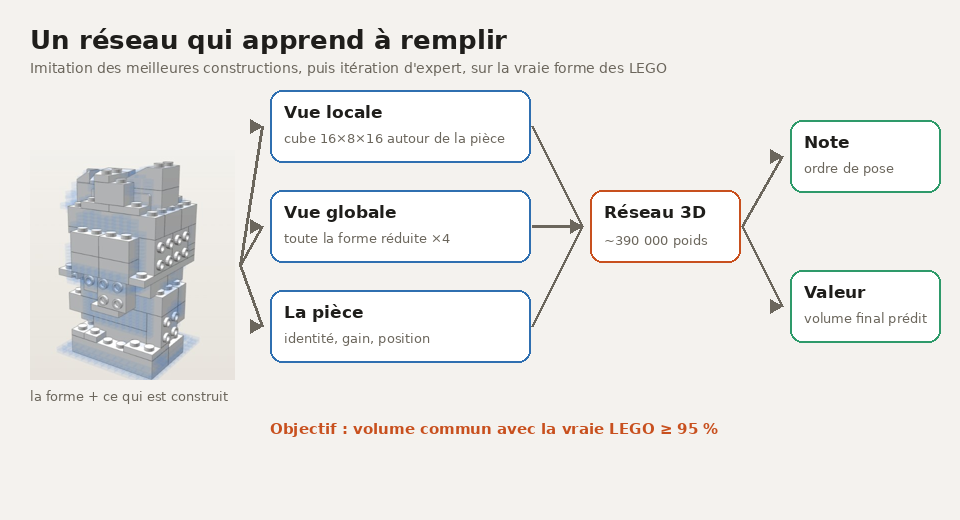 Un réseau qui apprend à remplir
Imitation des meilleures constructions, puis itération d'expert, sur la vraie forme des LEGO
Vue locale
cube 16×8×16 autour de la pièce
Vue globale
toute la forme réduite ×4
La pièce
identité, gain, position
Réseau 3D
~390 000 poids
Note
ordre de pose
Valeur
volume final prédit
la forme + ce qui est construit
Objectif : volume commun avec la vraie LEGO ≥ 95 %